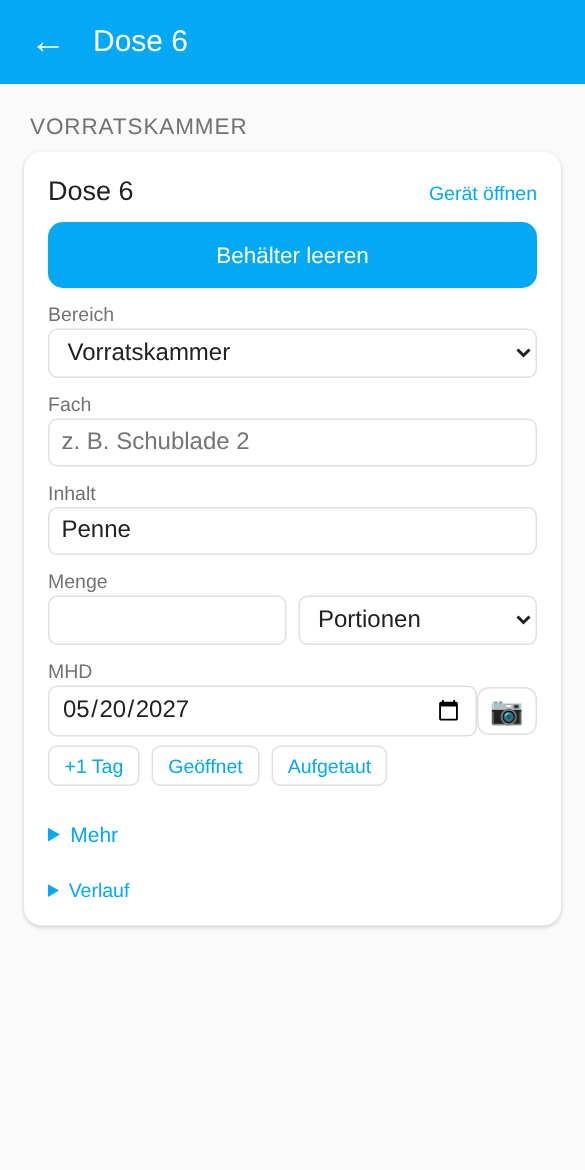 ← Dose 6
VORRATSKAMMER
Dose 6 Gerät öffnen
Behälter leeren
Bereich
Vorratskammer
Fach
z. B. Schublade 2
Inhalt
Penne
Menge
Portionen
MHD
05/20/2027
+1 Tag Geöffnet Aufgetaut
Mehr
Verlauf